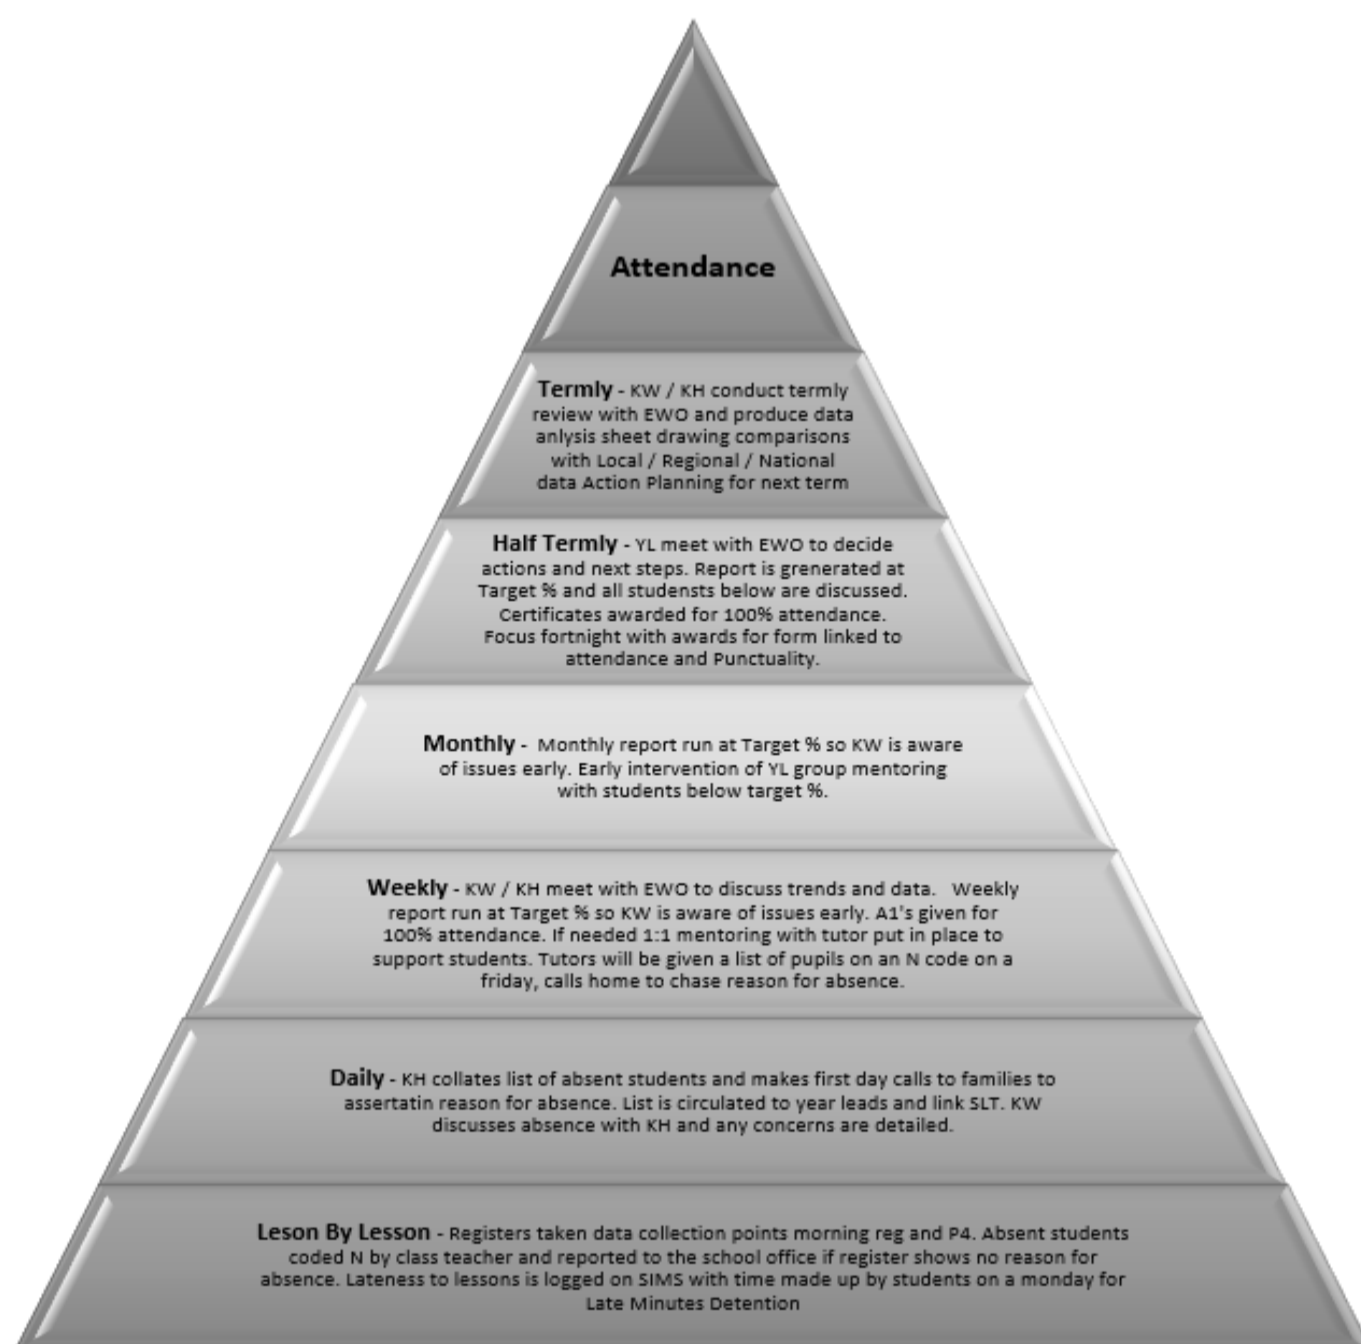 Attendance
Termly - KW / KH conduct termly
review with EWO and produce data
anlysis sheet drawing comparisons
with Local / Regional / National
data Action Planning for next term
Half Termly - YL meet with EWO to decide
actions and next steps. Report is grenerated at
Target % and all studensts below are discussed.
Certificates awarded for 100% attendance.
Focus fortnight with awards for form linked to
attendance and Punctuality.
Monthly - Monthly report run at Target % so KW is aware
of issues early. Early intervention of YL group mentoring
with students below target %.
Weekly - KW / KH meet with EWO to discuss trends and data. Weekly
report run at Target % so KW is aware of issues early. A1's given for
100% attendance. If needed 1:1 mentoring with tutor put in place to
support students. Tutors will be given a list of pupils on an N code on a
friday, calls home to chase reason for absence.
Daily - KH collates list of absent students and makes first day calls to families to
assertatin reason for absence. List is circulated to year leads and link SLT. KW
discusses absence with KH and any concerns are detailed.
Leson By Lesson - Registers taken data collection points morning reg and P4. Absent students
coded N by class teacher and reported to the school office if register shows no reason for
absence. Lateness to lessons is logged on SIMS with time made up by students on a monday for
Late Minutes Detention